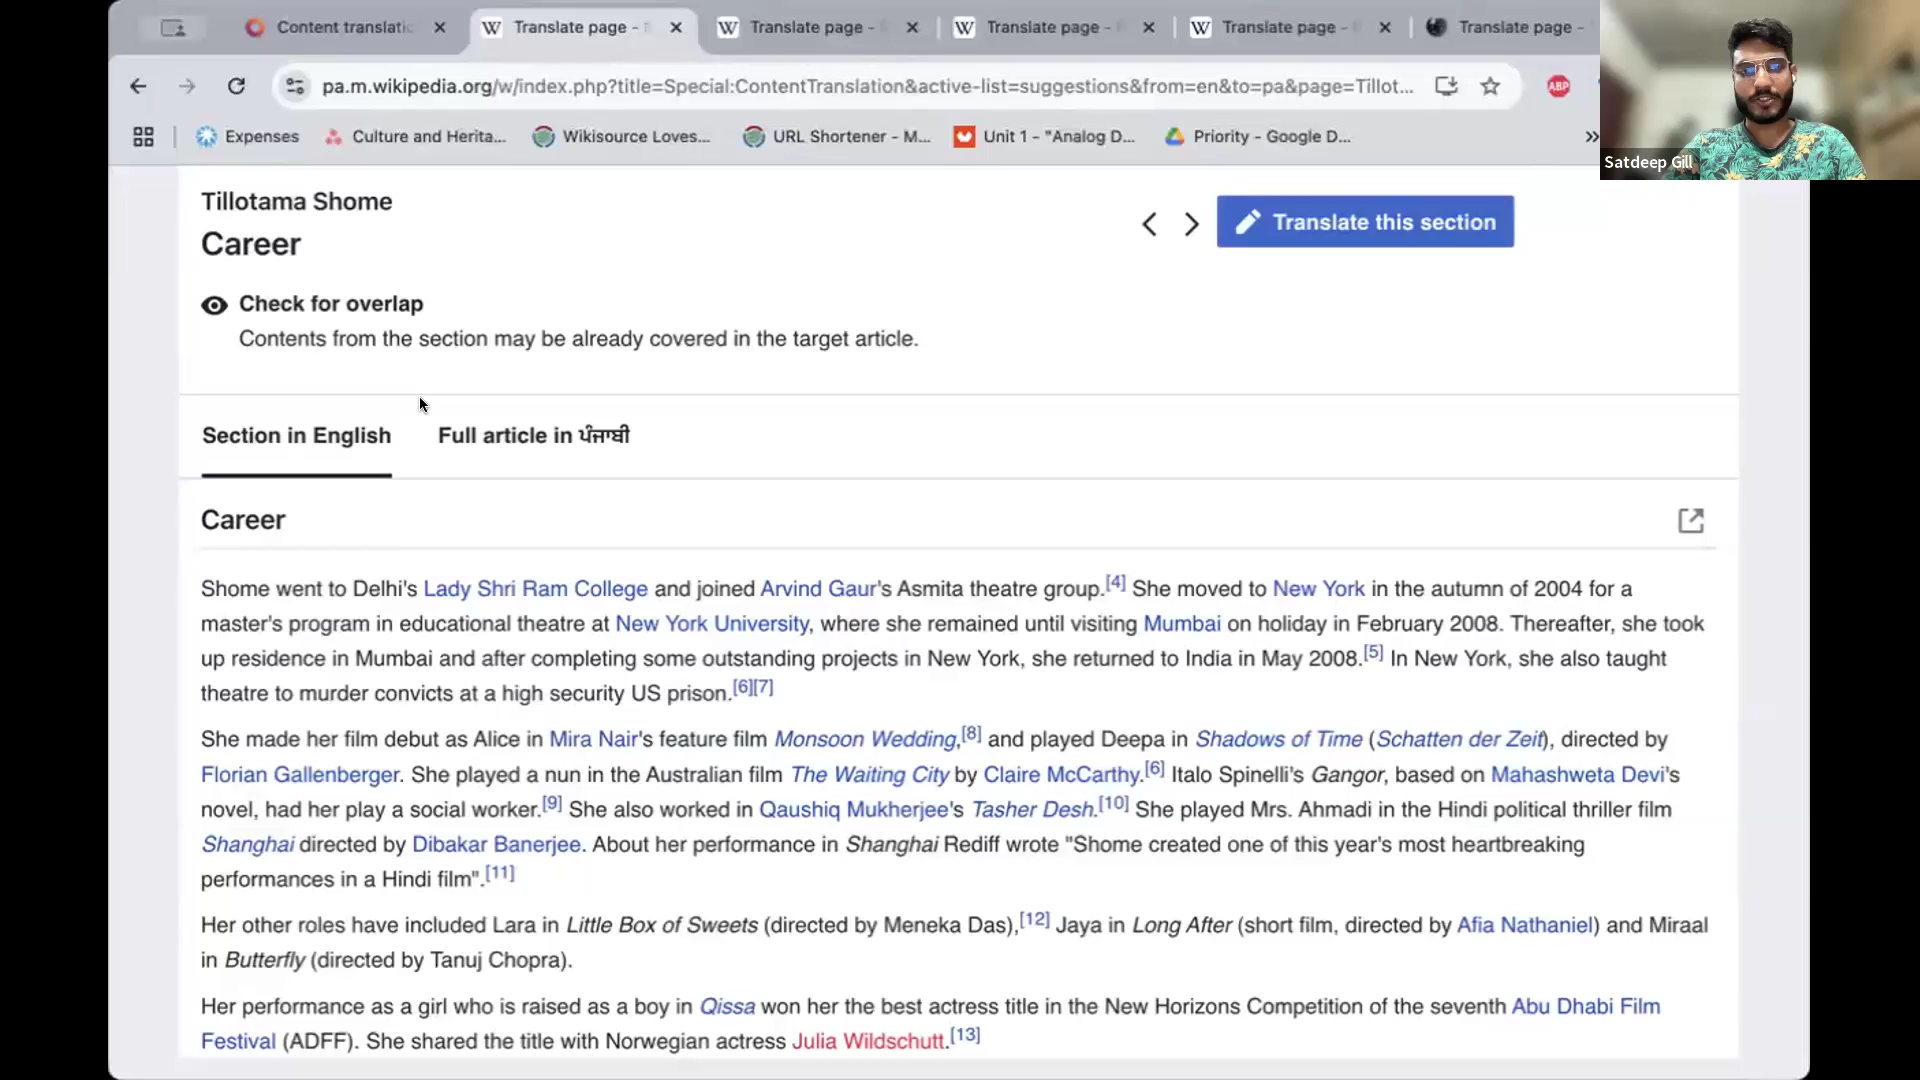 Content translatio
Translate page -
Translate page -
Translate page -
Translate page -
Translate page -
pa.m.wikipedia.org/w/index.php?title=Special:ContentTranslation&active-list=suggestions&from=en&to=pa&page=Tillot...
ABP
Expenses
Culture and Herita...
Wikisource Loves...
URL Shortener - M...
Unit 1 - "Analog D...
Priority - Google D...
Satdeep Gill
Tillotama Shome
Career
Translate this section
Check for overlap
Contents from the section may be already covered in the target article.
Section in English
Full article in ਪੰਜਾਬੀ
Career
Shome went to Delhi's Lady Shri Ram College and joined Arvind Gaur's Asmita theatre group.[4] She moved to New York in the autumn of 2004 for a
master's program in educational theatre at New York University, where she remained until visiting Mumbai on holiday in February 2008. Thereafter, she took
up residence in Mumbai and after completing some outstanding projects in New York, she returned to India in May 2008.[5] In New York, she also taught
theatre to murder convicts at a high security US prison.[6][7]
She made her film debut as Alice in Mira Nair's feature film Monsoon Wedding,[8] and played Deepa in Shadows of Time (Schatten der Zeit), directed by
Florian Gallenberger. She played a nun in the Australian film The Waiting City by Claire McCarthy.[6] Italo Spinelli's Gangor, based on Mahashweta Devi's
novel, had her play a social worker.[9] She also worked in Qaushiq Mukherjee's Tasher Desh.[10] She played Mrs. Ahmadi in the Hindi political thriller film
Shanghai directed by Dibakar Banerjee. About her performance in Shanghai Rediff wrote "Shome created one of this year's most heartbreaking
performances in a Hindi film".[11]
Her other roles have included Lara in Little Box of Sweets (directed by Meneka Das),[12] Jaya in Long After (short film, directed by Afia Nathaniel) and Miraal
in Butterfly (directed by Tanuj Chopra).
Her performance as a girl who is raised as a boy in Qissa won her the best actress title in the New Horizons Competition of the seventh Abu Dhabi Film
Festival (ADFF). She shared the title with Norwegian actress Julia Wildschutt.[13]